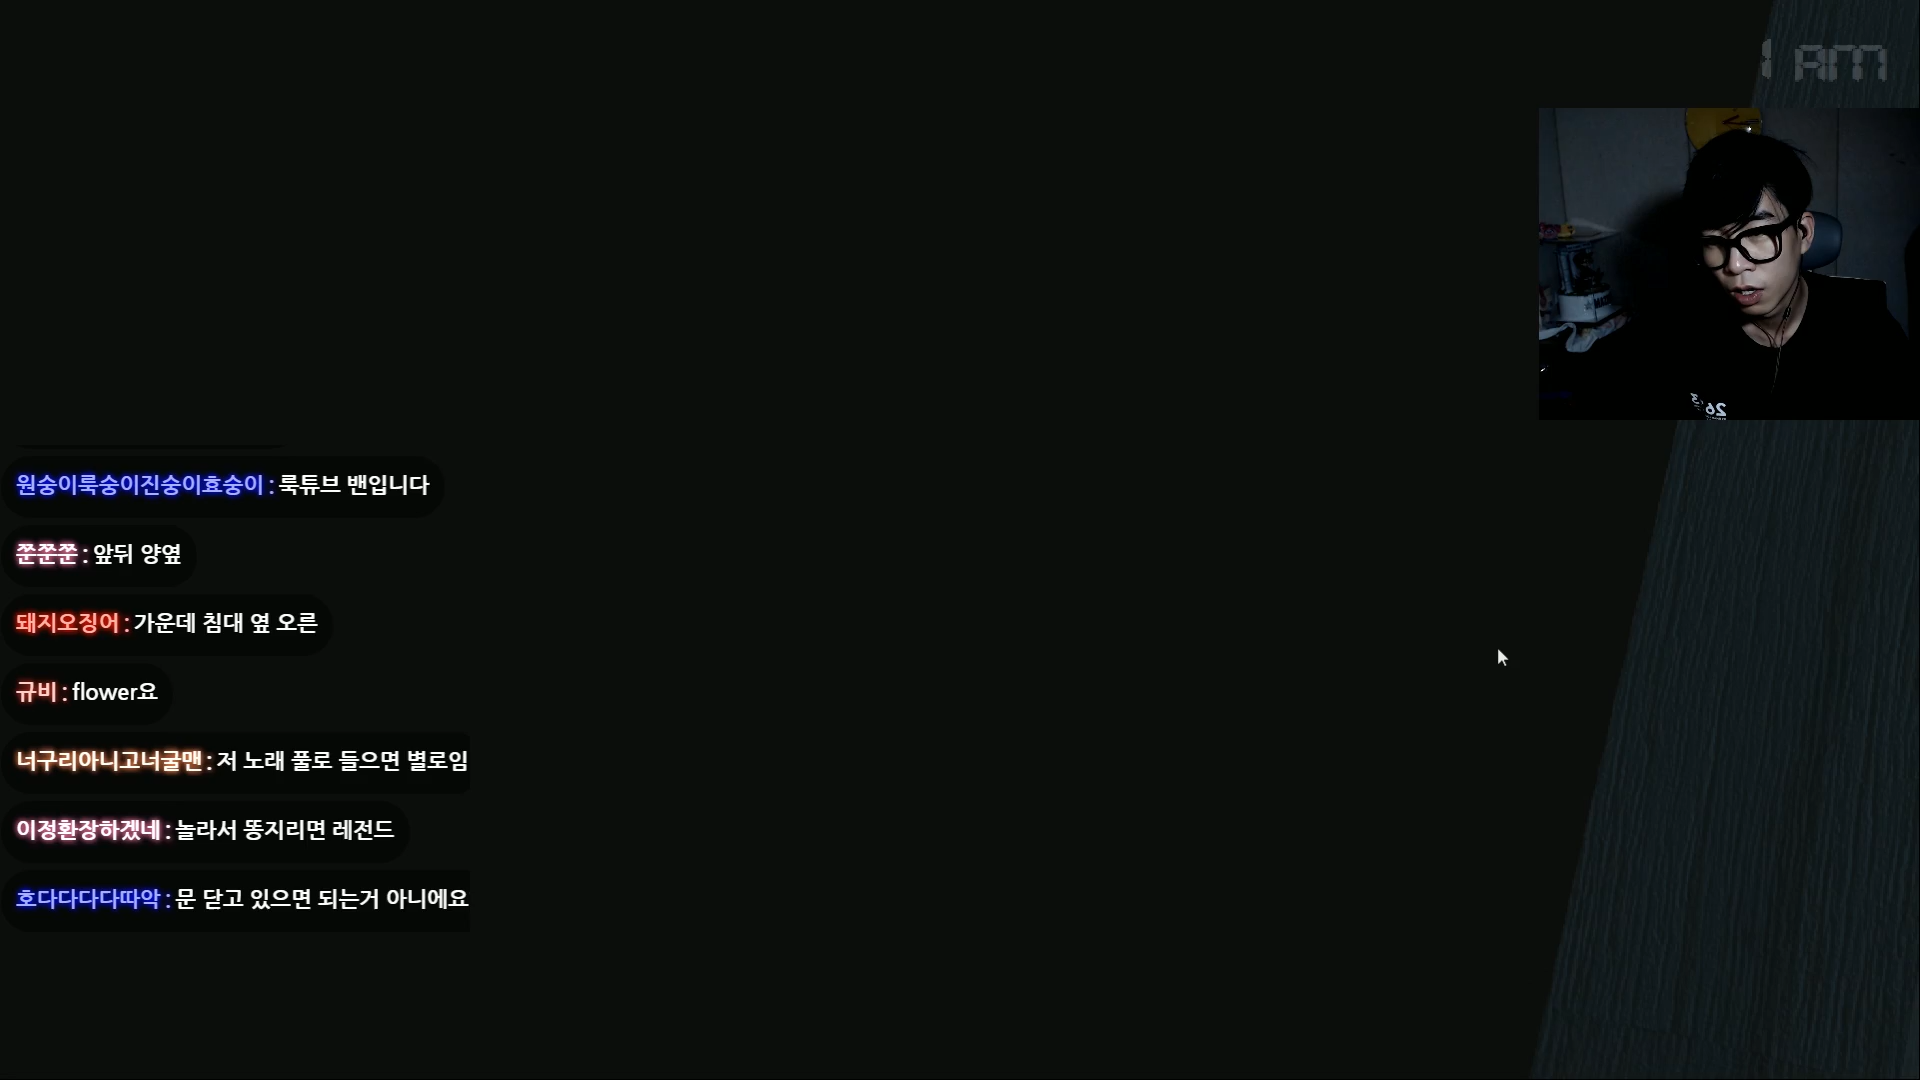 1 AM
원숭이룩숭이진숭이효숭이 : 룩튜브 밴입니다
쭌쭌쭌 : 앞뒤 양옆
돼지오징어 : 가운데 침대 옆 오른
규비 : flower요
너구리아니고너굴맨 : 저 노래 풀로 들으면 별로임
이정환장하겠네 : 놀라서 똥지리면 레전드
호다다다다따악 : 문 닫고 있으면 되는거 아니에요